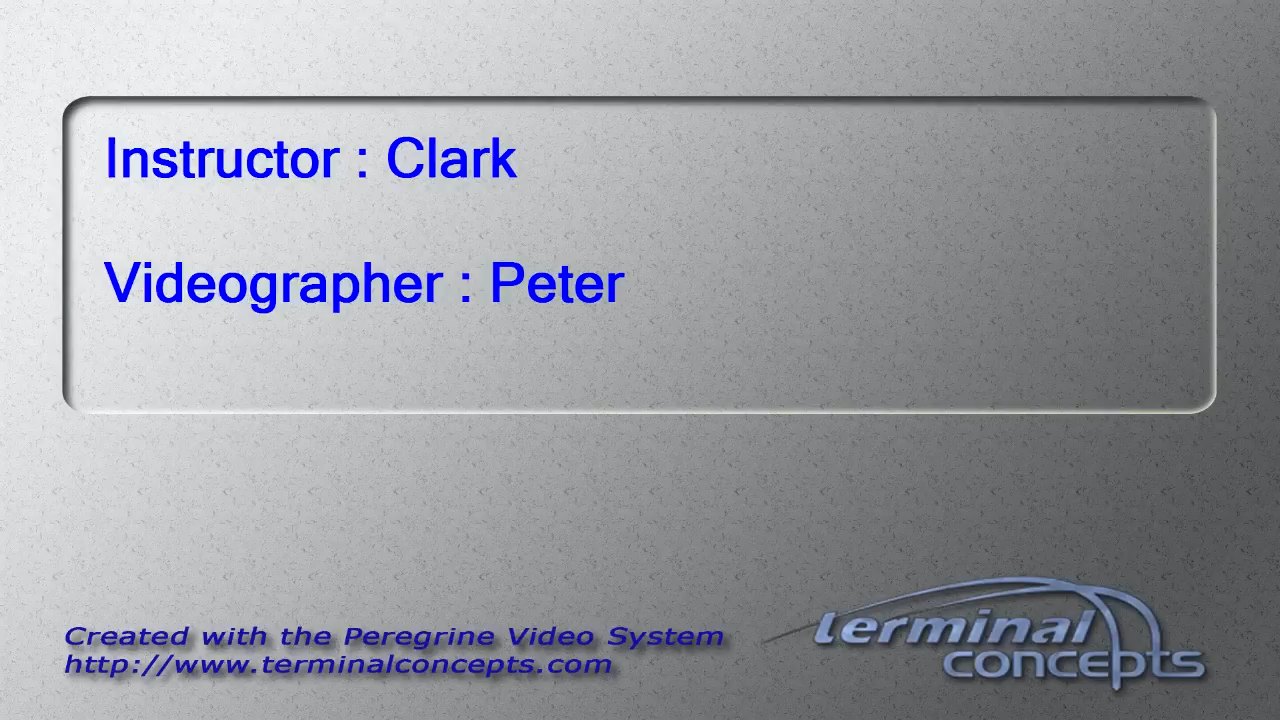 Instructor : Clark
Videographer : Peter
Created with the Peregrine Video System
http://www.terminalconcepts.com
terminal
concepts